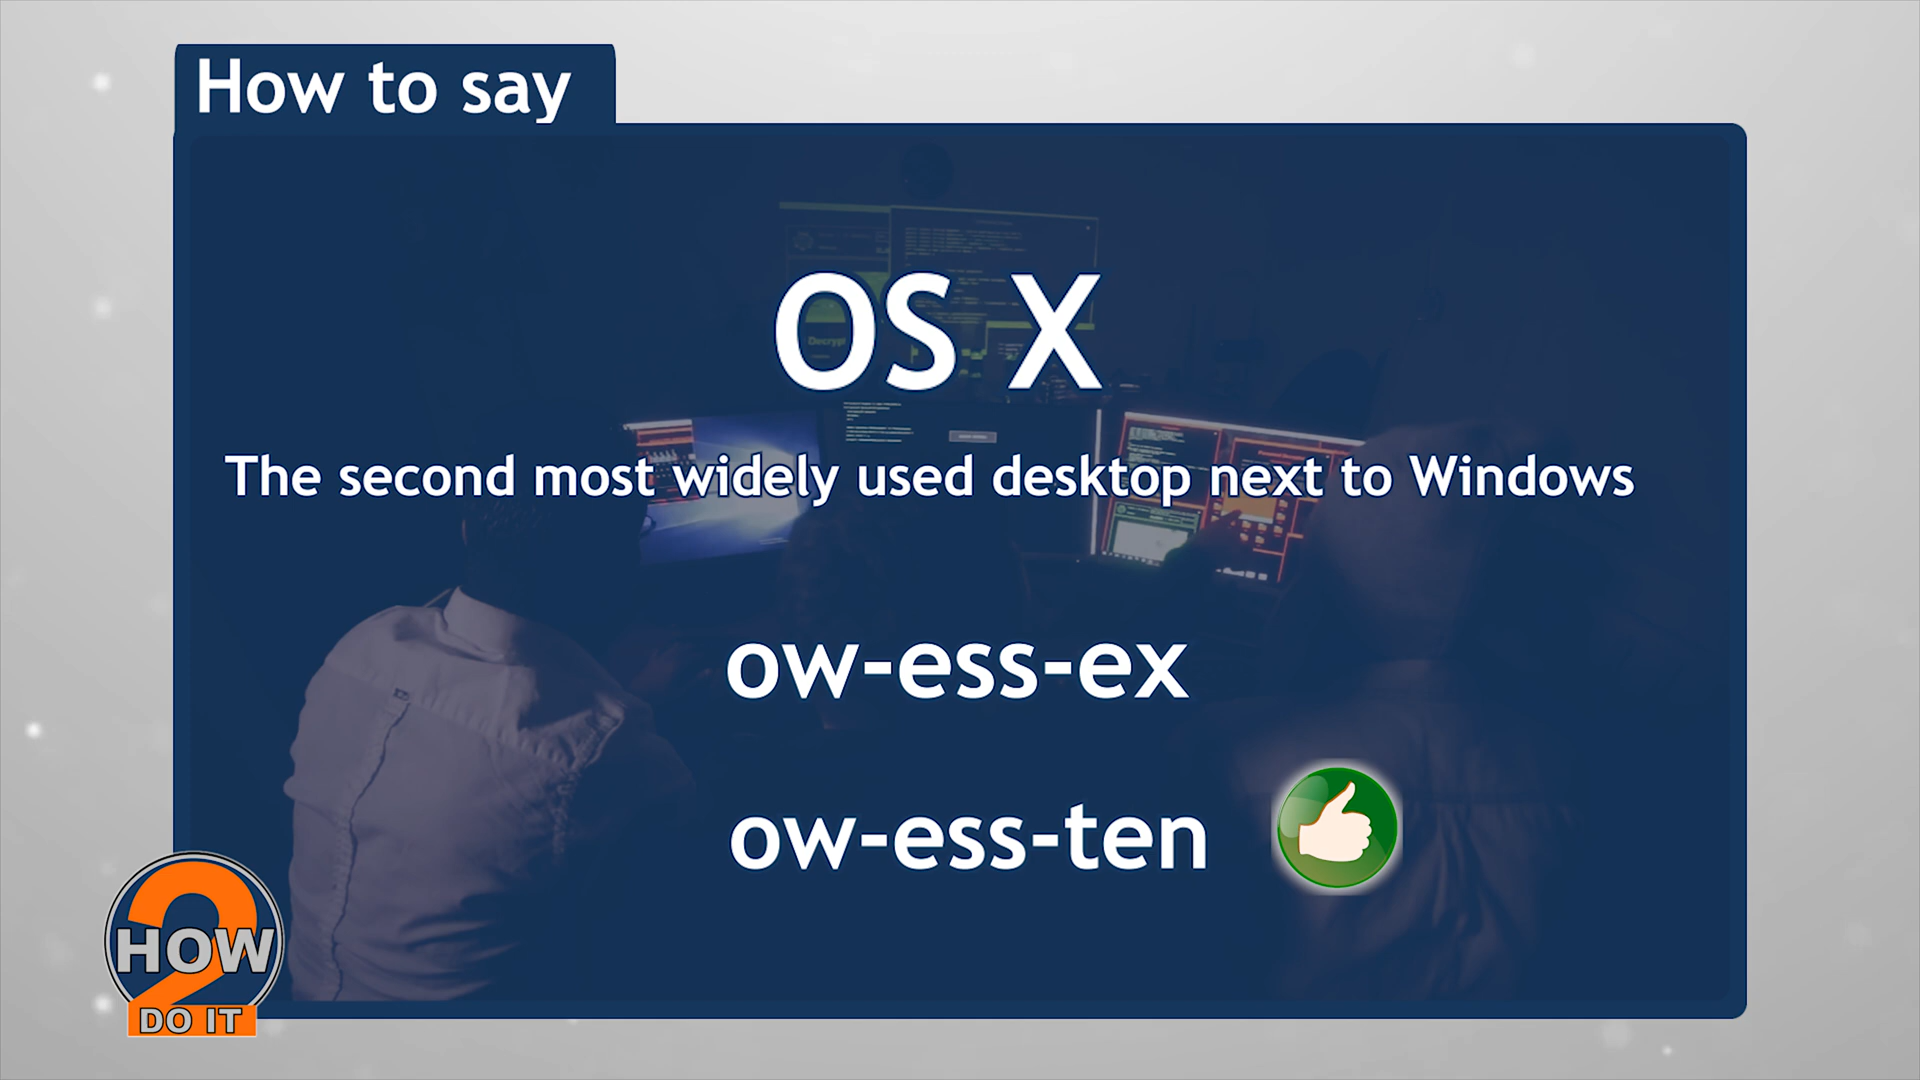 How to say
OS X
Decrypt
The second most widely used desktop next to Windows
ow-ess-ex
ow-ess-ten
2
HOW
DO IT